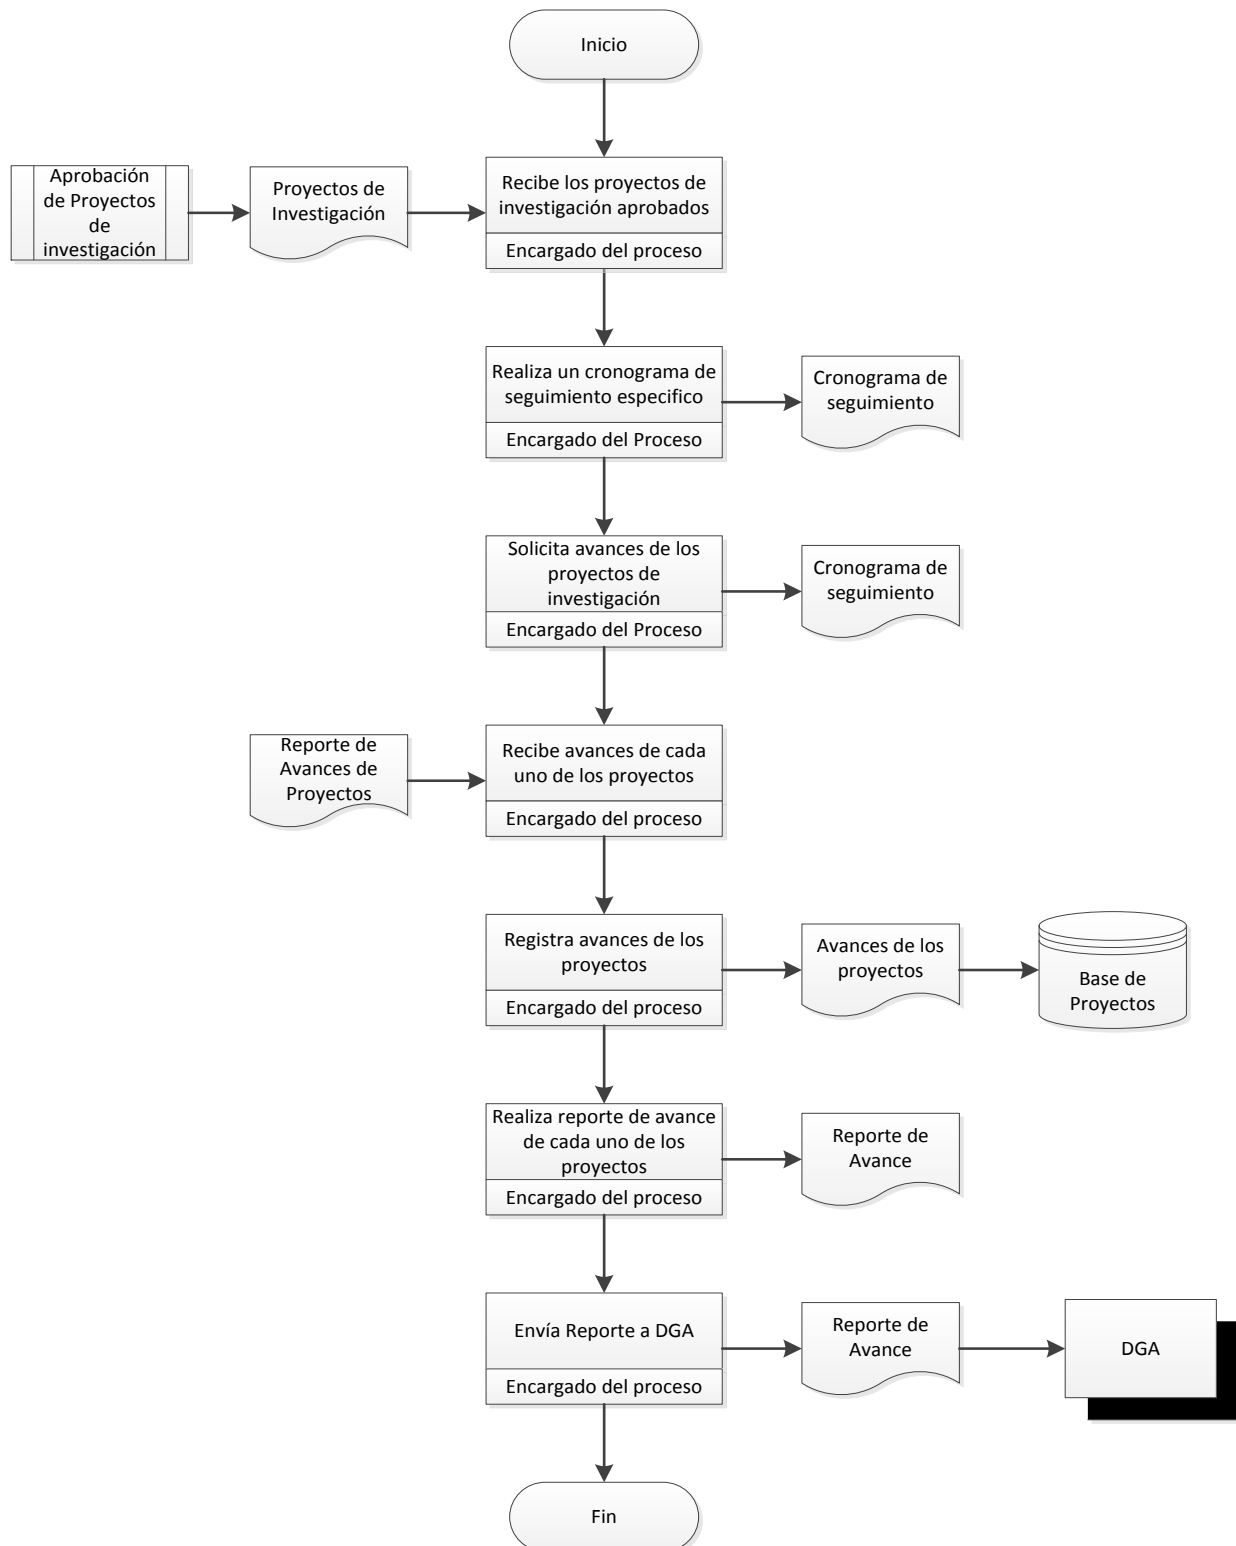 Inicio
Aprobación
de Proyectos
de
investigación
Proyectos de
Investigación
Recibe los proyectos de
investigación aprobados
Encargado del proceso
Realiza un cronograma de
seguimiento especifico
Encargado del Proceso
Cronograma de
seguimiento
Solicita avances de los
proyectos de
investigación
Encargado del Proceso
Cronograma de
seguimiento
Reporte de
Avances de
Proyectos
Recibe avances de cada
uno de los proyectos
Encargado del proceso
Registra avances de los
proyectos
Encargado del proceso
Avances de los
proyectos
Base de
Proyectos
Realiza reporte de avance
de cada uno de los
proyectos
Encargado del proceso
Reporte de
Avance
Envía Reporte a DGA
Encargado del proceso
Reporte de
Avance
DGA
Fin